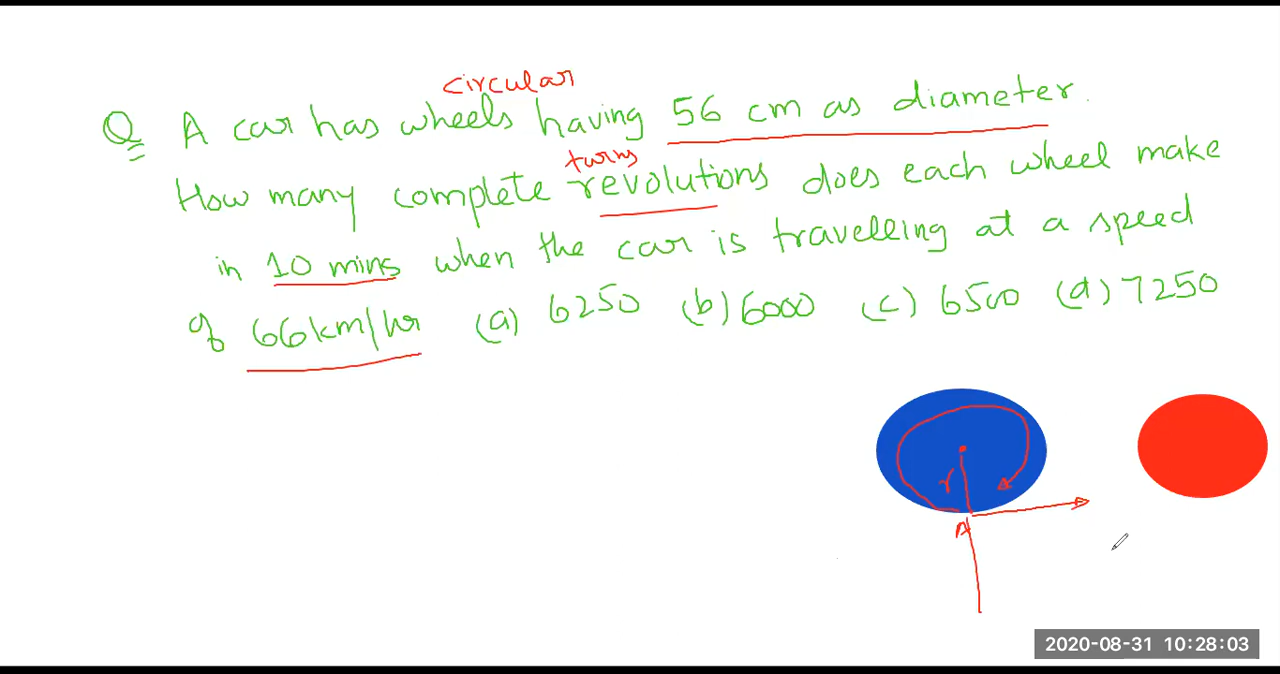 circular
Q A car has wheels having 56 cm as diameter.
turns
How many complete revolutions does each wheel make
in 10 mins when the car is travelling at a speed
of 66km/hr (a) 6250 (b) 6000 (c) 6500 (d) 7250
r
A
2020-08-31 10:28:03